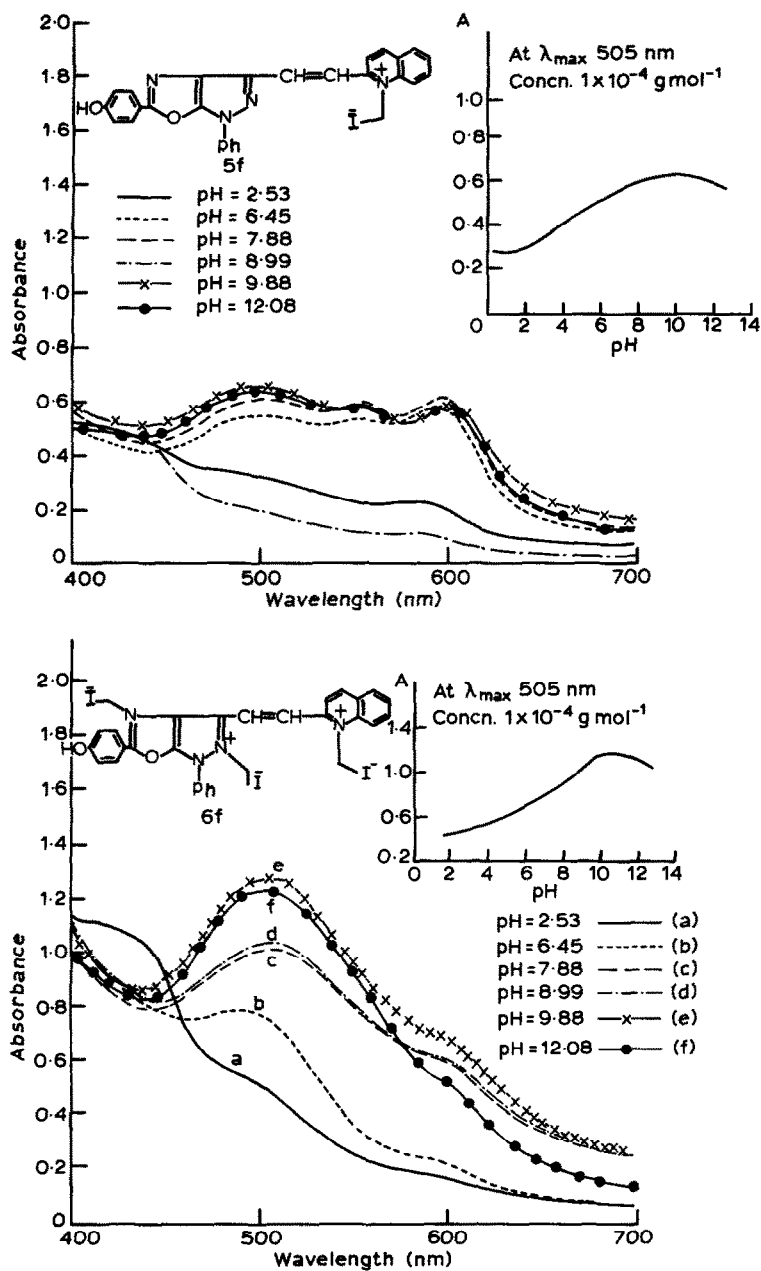 2·0
1·8
1·6
1·4
1·2
1·0
0·8
0·6
0·4
0·2
0
Absorbance
N
CH=CH
+
N
HO
O
N
N
Ī
ph
5f
pH = 2·53
pH = 6·45
pH = 7·88
pH = 8·99
pH = 9·88
pH = 12·08
A
At λmax 505 nm
Concn. 1×10⁻⁴ g mol⁻¹
1·0
0·8
0·6
0·4
0·2
0 2 4 6 8 10 12 14
pH
400 500 600 700
Wavelength (nm)
2·0
1·8
1·6
1·4
1·2
1·0
0·8
0·6
0·4
0·2
0
Absorbance
Ī
N
CH=CH
+
N
HO
O
N
N
+
Ph
Ī
I⁻
6f
A
At λmax 505 nm
Concn. 1×10⁻⁴ g mol⁻¹
1·4
1·0
0·6
0·2
0 2 4 6 8 10 12 14
pH
pH=2·53 (a)
pH=6·45 (b)
pH=7·88 (c)
pH=8·99 (d)
pH=9·88 (e)
pH=12·08 (f)
e
f
d
c
b
a
400 500 600 700
Wavelength (nm)